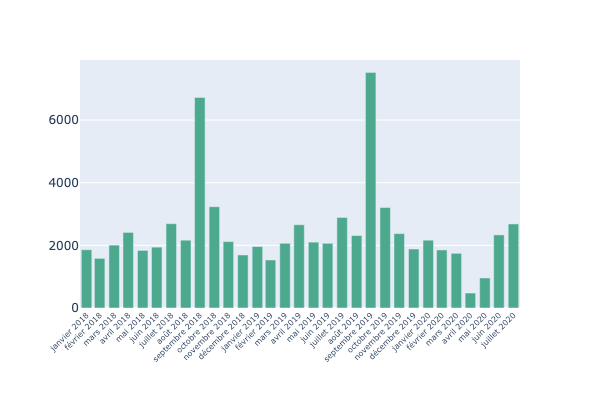 6000
4000
2000
0
janvier 2018
février 2018
mars 2018
avril 2018
mai 2018
juin 2018
juillet 2018
août 2018
septembre 2018
octobre 2018
novembre 2018
décembre 2018
janvier 2019
février 2019
mars 2019
avril 2019
mai 2019
juin 2019
juillet 2019
août 2019
septembre 2019
octobre 2019
novembre 2019
décembre 2019
janvier 2020
février 2020
mars 2020
avril 2020
mai 2020
juin 2020
juillet 2020